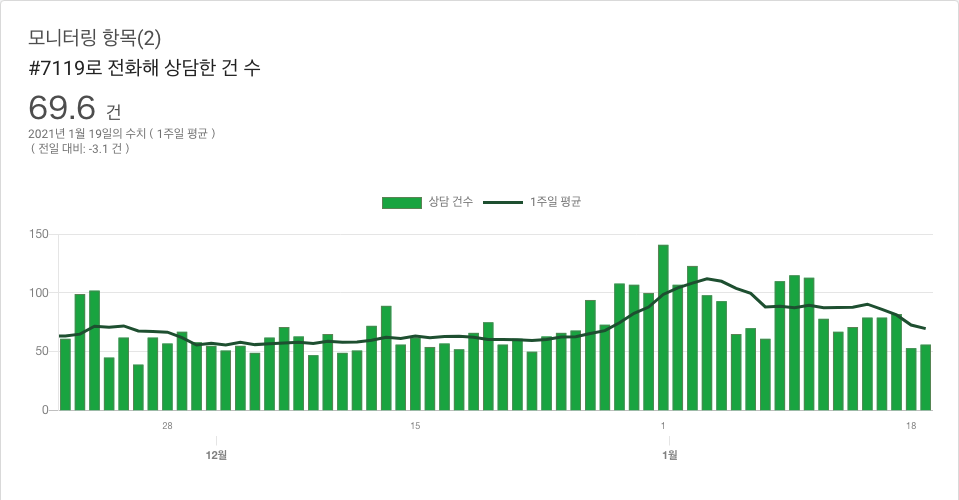 모니터링 항목(2)
#7119로 전화해 상담한 건 수
69.6 건
2021년 1월 19일의 수치 ( 1주일 평균 )
( 전일 대비: -3.1 건 )
상담 건수 1주일 평균
150
100
50
0
28 15 1 18
12월 1월